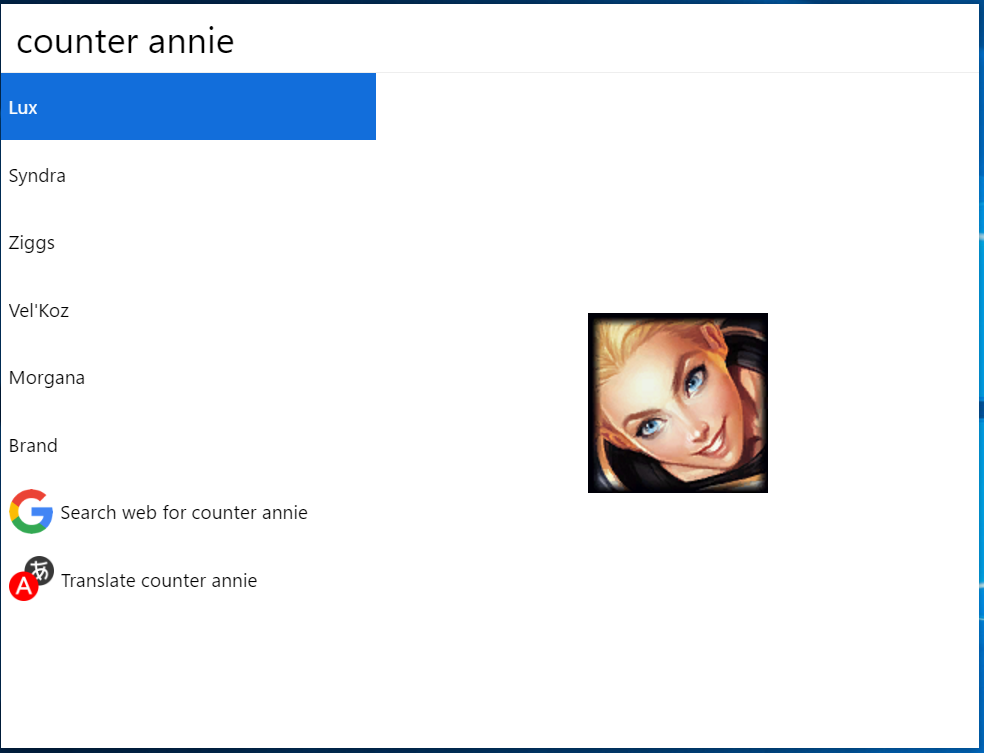 counter annie
Lux
Syndra
Ziggs
Vel'Koz
Morgana
Brand
Search web for counter annie
A あ Translate counter annie